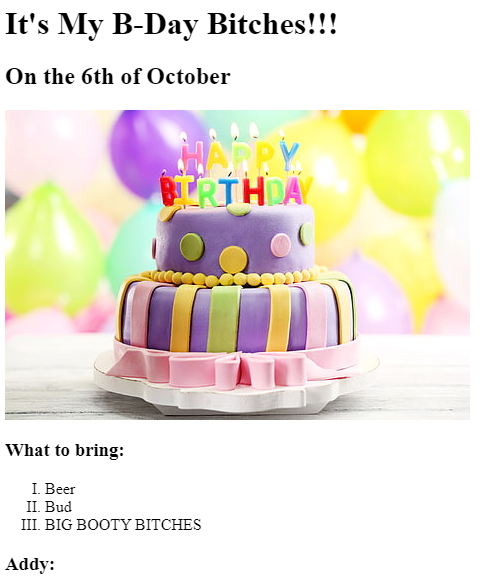 It's My B-Day Bitches!!!
On the 6th of October
HAPPY
BIRTHDAY
What to bring:
I. Beer
II. Bud
III. BIG BOOTY BITCHES
Addy: